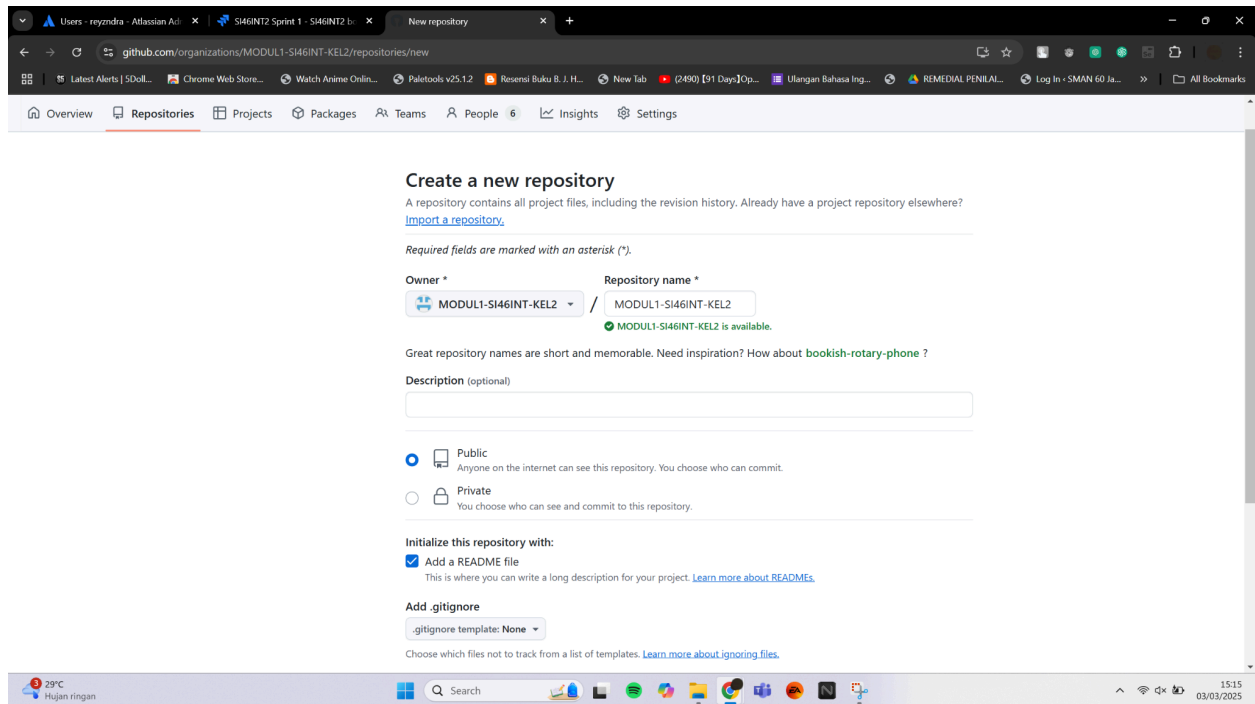 Users - reyzndra - Atlassian Ad
SI46INT2 Sprint 1 - SI46INT2 bo
New repository
github.com/organizations/MODUL1-SI46INT-KEL2/repositories/new
Latest Alerts | 5Doll...
Chrome Web Store...
Watch Anime Onlin...
Paletools v25.1.2
Resensi Buku B. J. H...
New Tab
(2490) [91 Days]Op...
Ulangan Bahasa Ing...
REMEDIAL PENILAI...
Log In ‹ SMAN 60 Ja...
»
All Bookmarks
Overview
Repositories
Projects
Packages
Teams
People 6
Insights
Settings
Create a new repository
A repository contains all project files, including the revision history. Already have a project repository elsewhere?
Import a repository.
Required fields are marked with an asterisk (*).
Owner *
Repository name *
MODUL1-SI46INT-KEL2
/
MODUL1-SI46INT-KEL2
MODUL1-SI46INT-KEL2 is available.
Great repository names are short and memorable. Need inspiration? How about bookish-rotary-phone ?
Description (optional)
Public
Anyone on the internet can see this repository. You choose who can commit.
Private
You choose who can see and commit to this repository.
Initialize this repository with:
Add a README file
This is where you can write a long description for your project. Learn more about READMEs.
Add .gitignore
.gitignore template: None
Choose which files not to track from a list of templates. Learn more about ignoring files.
3
29°C
Hujan ringan
Search
15:15
03/03/2025